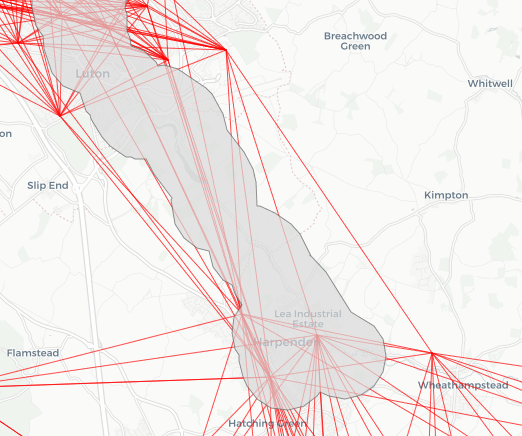 Breachwood
Green
Luton
Whitwell
on
Slip End
Kimpton
Lea Industrial
Estate
Harpenden
Flamstead
Wheathampstead
Hatching Green